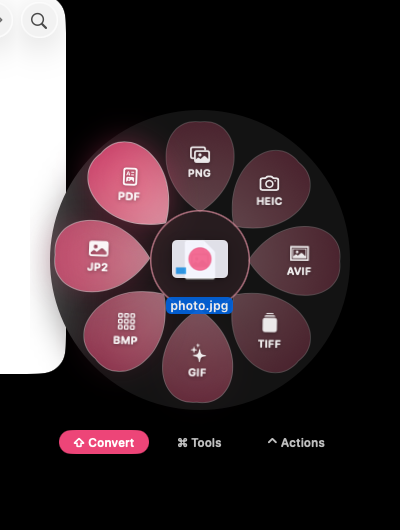 PNG
PDF
HEIC
JP2
AVIF
photo.jpg
BMP
TIFF
GIF
⇧ Convert
⌘ Tools
⌃ Actions